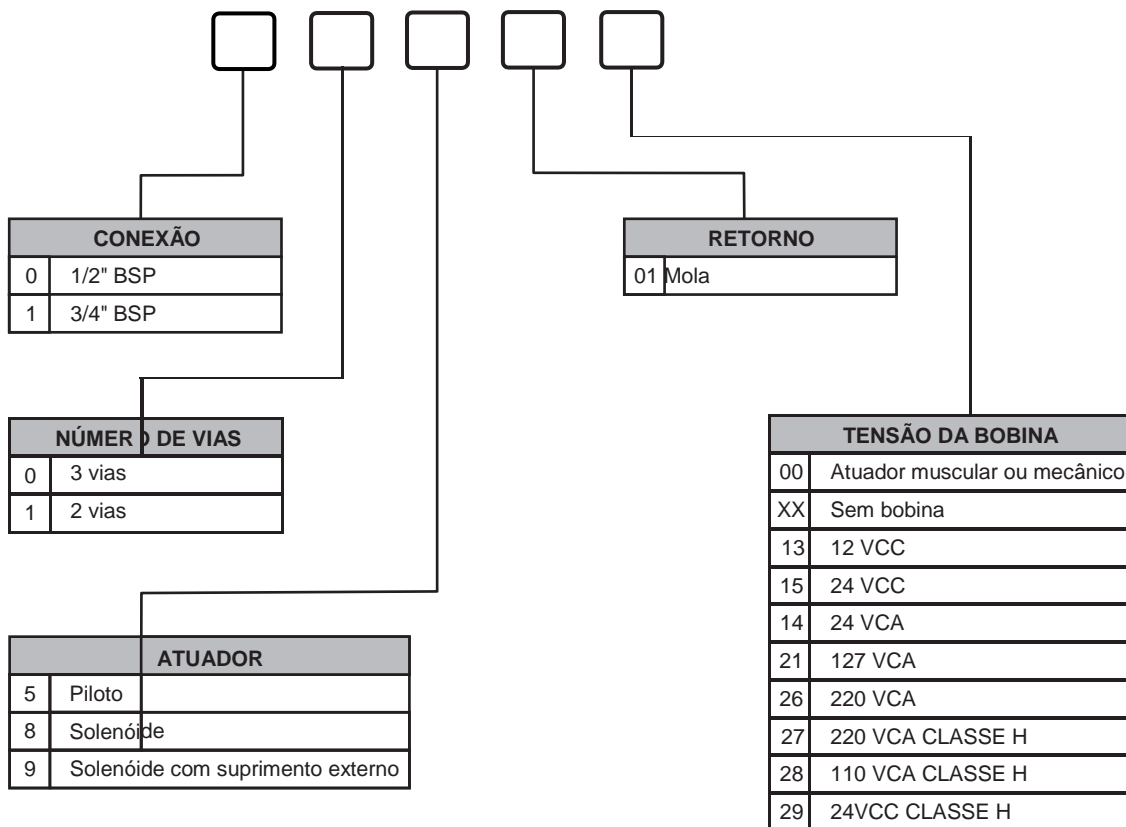 CONEXÃO
0 1/2" BSP
1 3/4" BSP
RETORNO
01 Mola
NÚMERO DE VIAS
0 3 vias
1 2 vias
TENSÃO DA BOBINA
00 Atuador muscular ou mecânico
XX Sem bobina
13 12 VCC
15 24 VCC
14 24 VCA
21 127 VCA
26 220 VCA
27 220 VCA CLASSE H
28 110 VCA CLASSE H
29 24VCC CLASSE H
ATUADOR
5 Piloto
8 Solenóide
9 Solenóide com suprimento externo